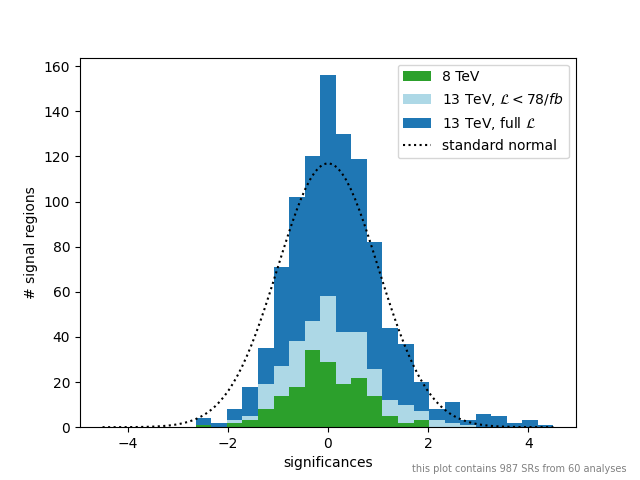 160
140
120
100
80
60
40
20
0
# signal regions
8 TeV
13 TeV, ℒ < 78/fb
13 TeV, full ℒ
standard normal
−4 −2 0 2 4
significances
this plot contains 987 SRs from 60 analyses